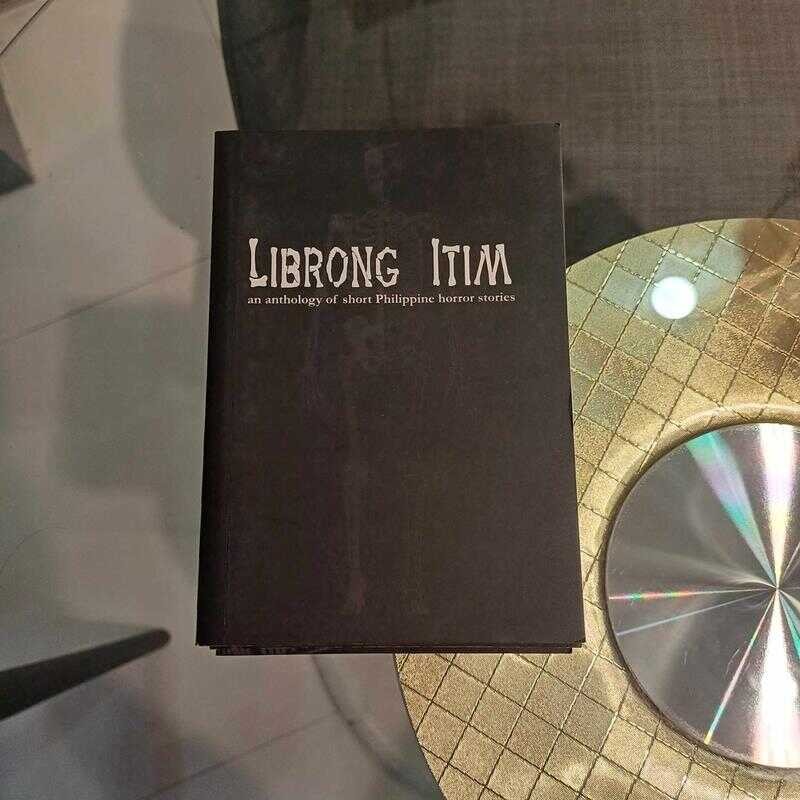 LIBRONG ITIM
an anthology of short Philippine horror stories